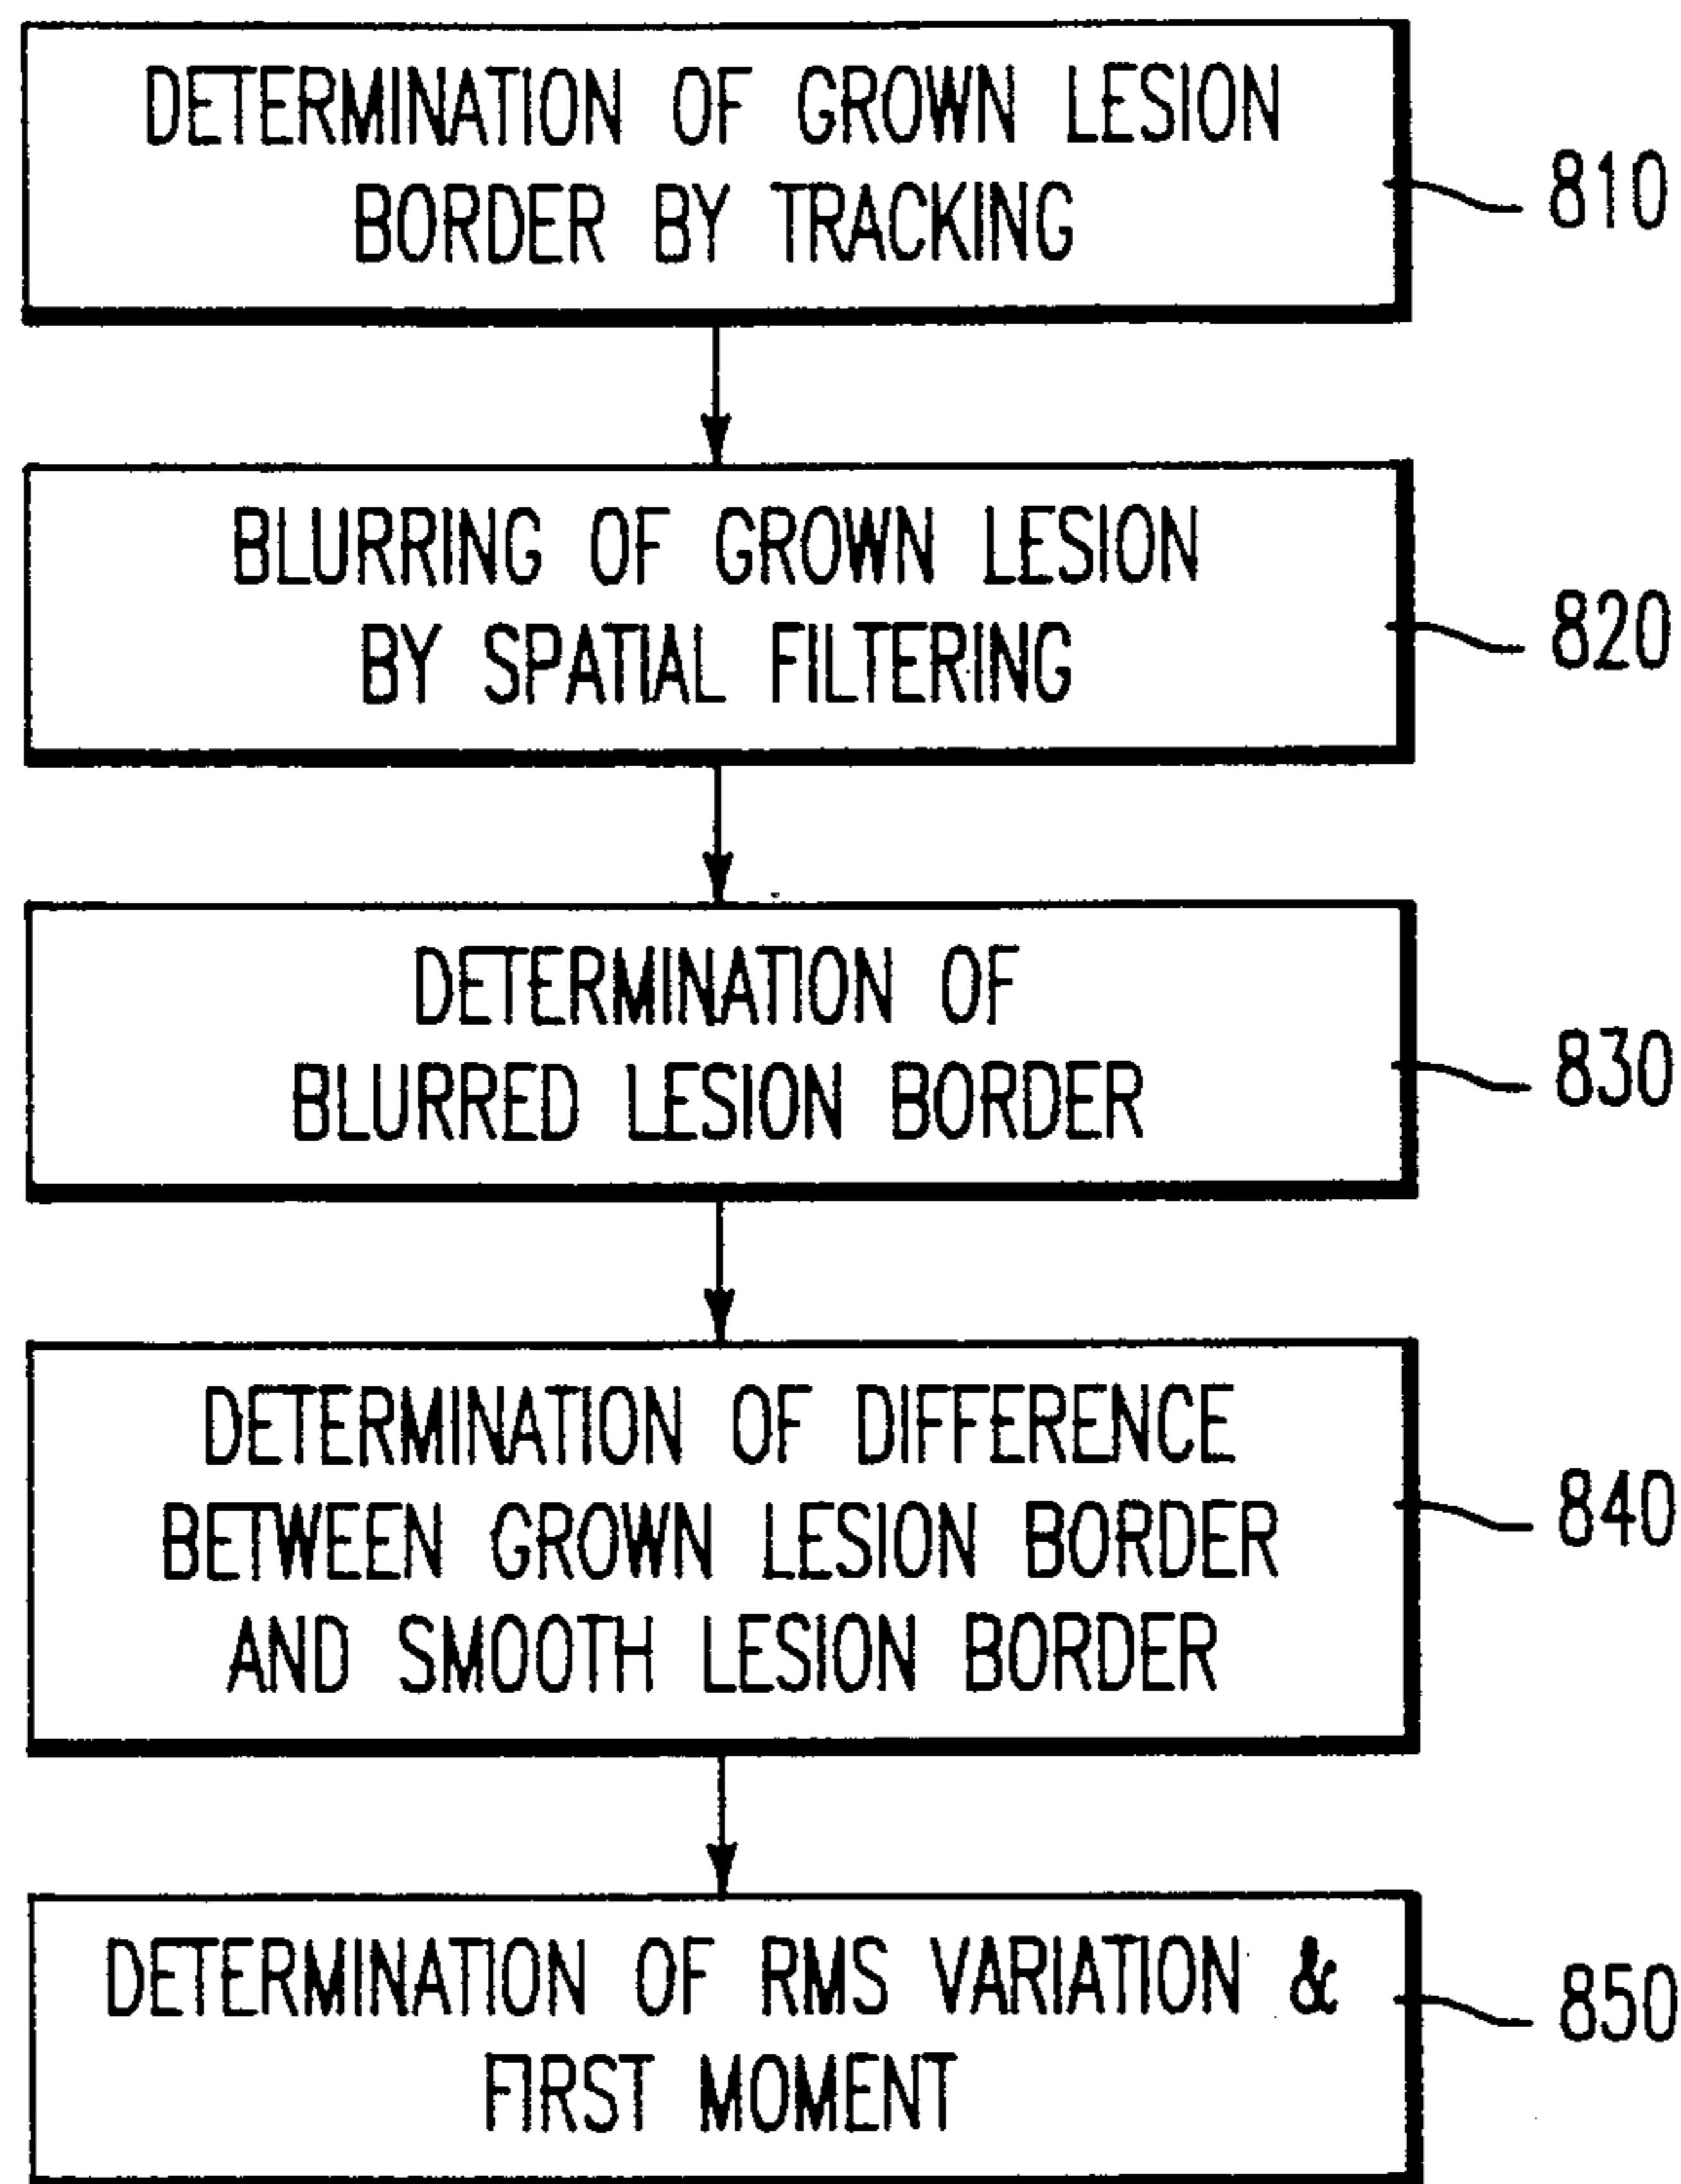 DETERMINATION OF GROWN LESION
BORDER BY TRACKING
810
BLURRING OF GROWN LESION
BY SPATIAL FILTERING
820
DETERMINATION OF
BLURRED LESION BORDER
830
DETERMINATION OF DIFFERENCE
BETWEEN GROWN LESION BORDER
AND SMOOTH LESION BORDER
840
DETERMINATION OF RMS VARIATION &
FIRST MOMENT
850